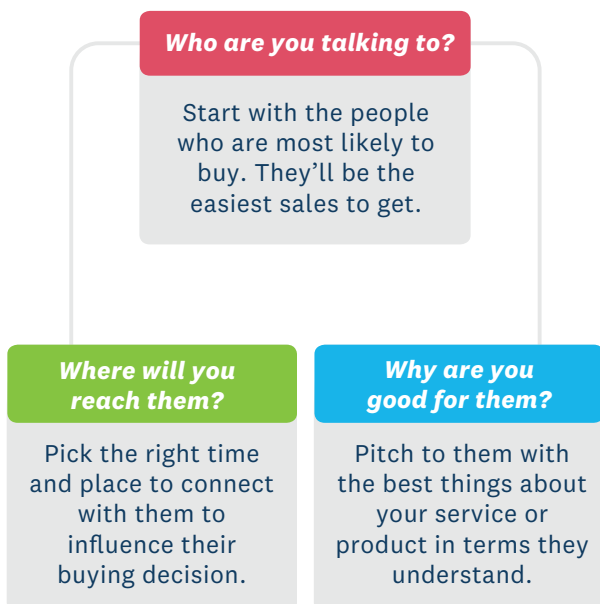 Who are you talking to?
Start with the people
who are most likely to
buy. They’ll be the
easiest sales to get.
Where will you
reach them?
Pick the right time
and place to connect
with them to
influence their
buying decision.
Why are you
good for them?
Pitch to them with
the best things about
your service or
product in terms they
understand.